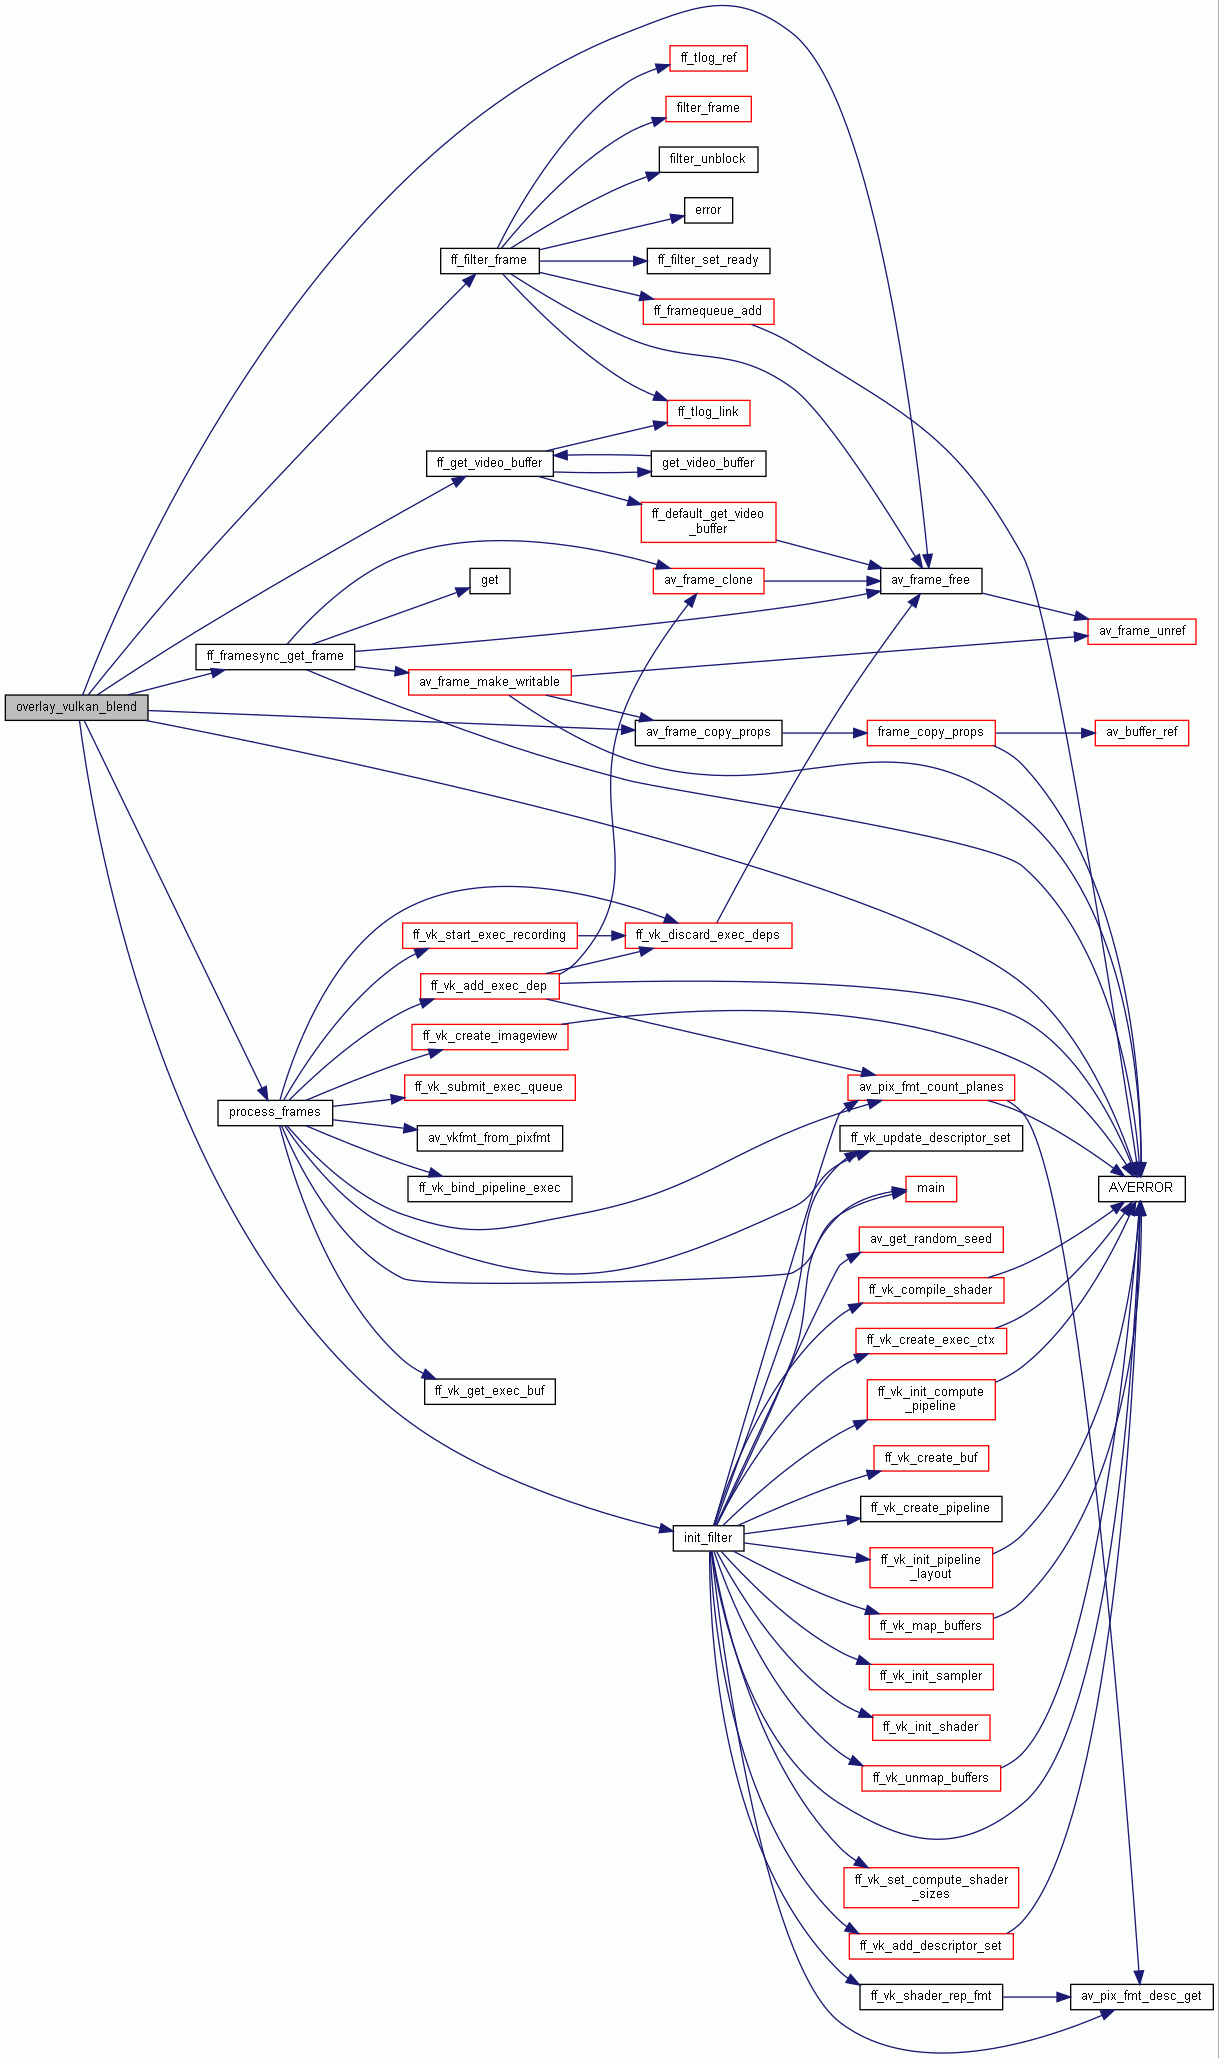 ff_tlog_ref
filter_frame
filter_unblock
error
ff_filter_frame
ff_filter_set_ready
ff_framequeue_add
ff_tlog_link
ff_get_video_buffer
get_video_buffer
ff_default_get_video
_buffer
get
av_frame_clone
av_frame_free
av_frame_unref
ff_framesync_get_frame
av_frame_make_writable
overlay_vulkan_blend
av_frame_copy_props
frame_copy_props
av_buffer_ref
ff_vk_start_exec_recording
ff_vk_discard_exec_deps
ff_vk_add_exec_dep
ff_vk_create_imageview
ff_vk_submit_exec_queue
av_pix_fmt_count_planes
process_frames
av_vkfmt_from_pixfmt
ff_vk_update_descriptor_set
ff_vk_bind_pipeline_exec
main
AVERROR
av_get_random_seed
ff_vk_compile_shader
ff_vk_create_exec_ctx
ff_vk_get_exec_buf
ff_vk_init_compute
_pipeline
ff_vk_create_buf
ff_vk_create_pipeline
init_filter
ff_vk_init_pipeline
_layout
ff_vk_map_buffers
ff_vk_init_sampler
ff_vk_init_shader
ff_vk_unmap_buffers
ff_vk_set_compute_shader
_sizes
ff_vk_add_descriptor_set
ff_vk_shader_rep_fmt
av_pix_fmt_desc_get